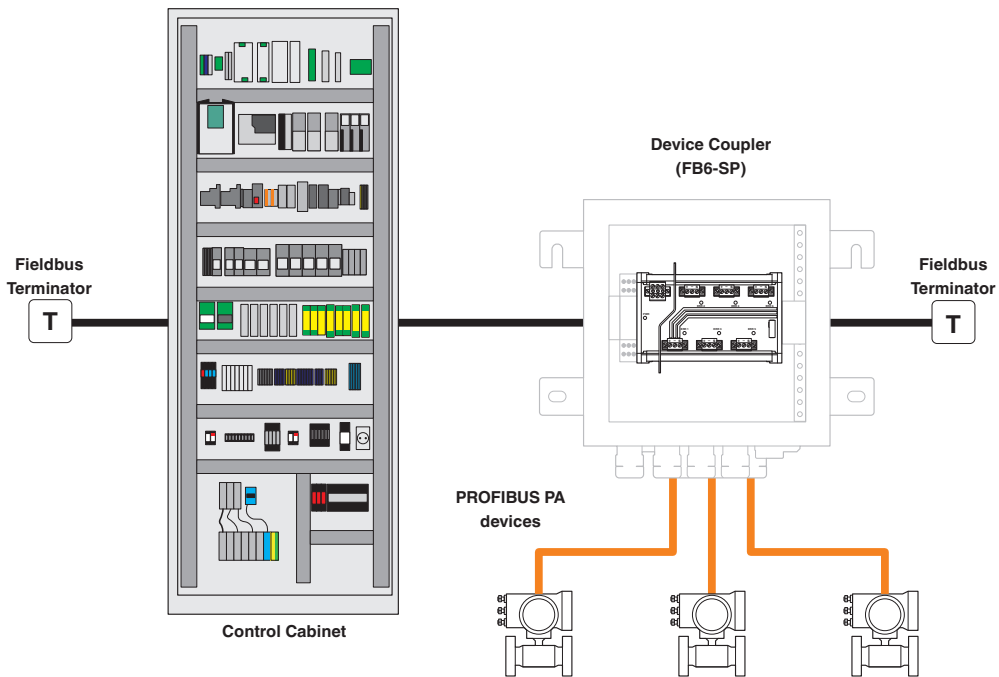 Device Coupler
(FB6-SP)
Fieldbus
Terminator
T
Fieldbus
Terminator
T
PROFIBUS PA
devices
Control Cabinet